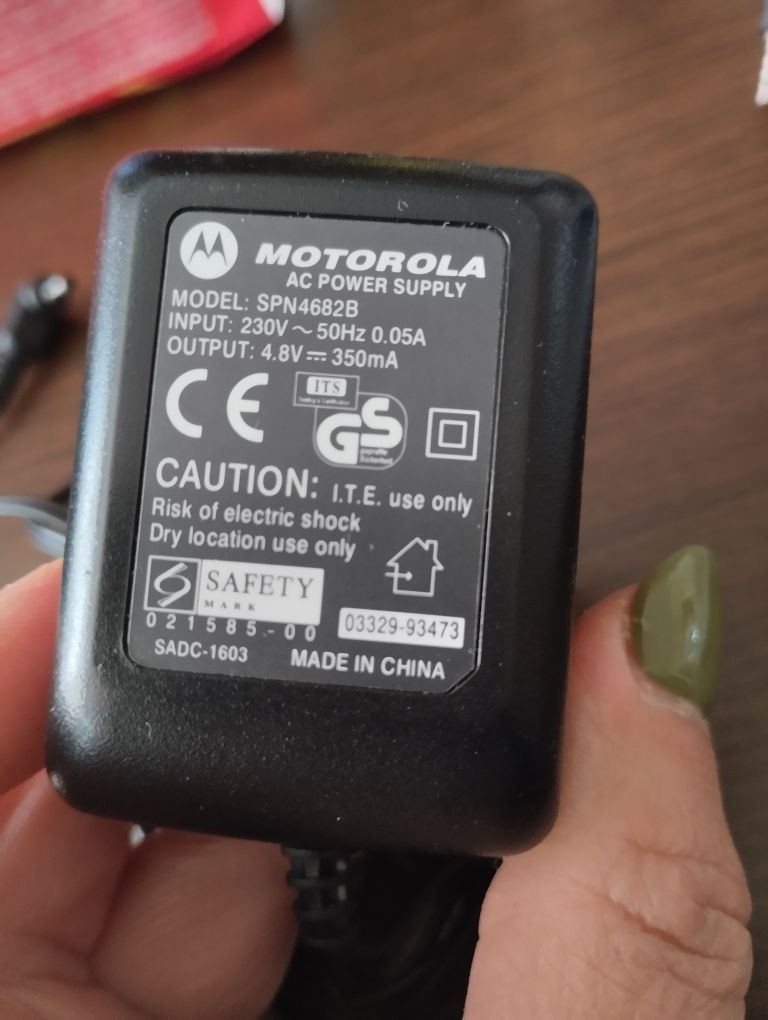 MOTOROLA
AC POWER SUPPLY
MODEL: SPN4682B
INPUT: 230V ~ 50Hz 0.05A
OUTPUT: 4.8V ⎓ 350mA
CE
ITS
GS
geprüfte
Sicherheit
CAUTION: I.T.E. use only
Risk of electric shock
Dry location use only
SAFETY
MARK
021585-00
03329-93473
SADC-1603
MADE IN CHINA